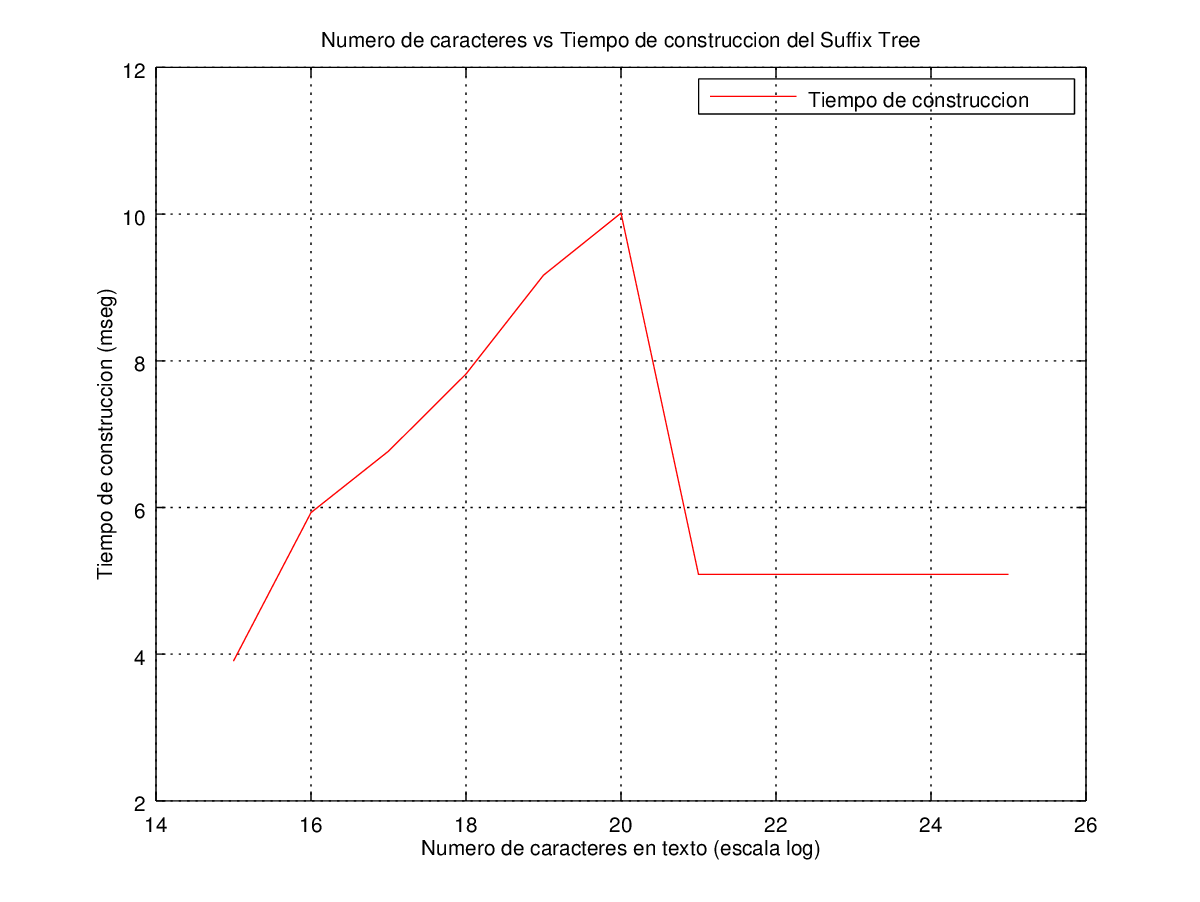 Numero de caracteres vs Tiempo de construccion del Suffix Tree
12
Tiempo de construccion
10
8
6
4
2
Tiempo de construccion (mseg)
14 16 18 20 22 24 26
Numero de caracteres en texto (escala log)